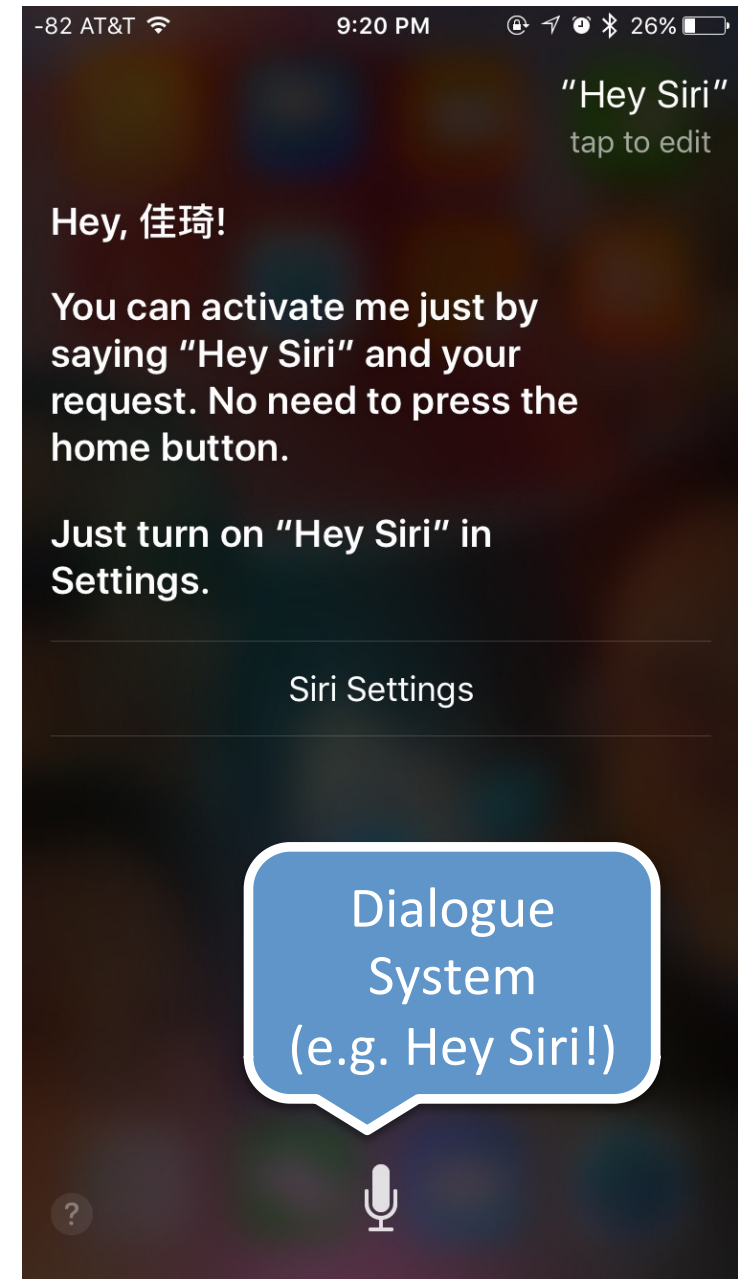 -82 AT&T 9:20 PM 26%
“Hey Siri”
tap to edit
Hey, 佳琦!
You can activate me just by
saying “Hey Siri” and your
request. No need to press the
home button.
Just turn on “Hey Siri” in
Settings.
Siri Settings
Dialogue
System
(e.g. Hey Siri!)
?